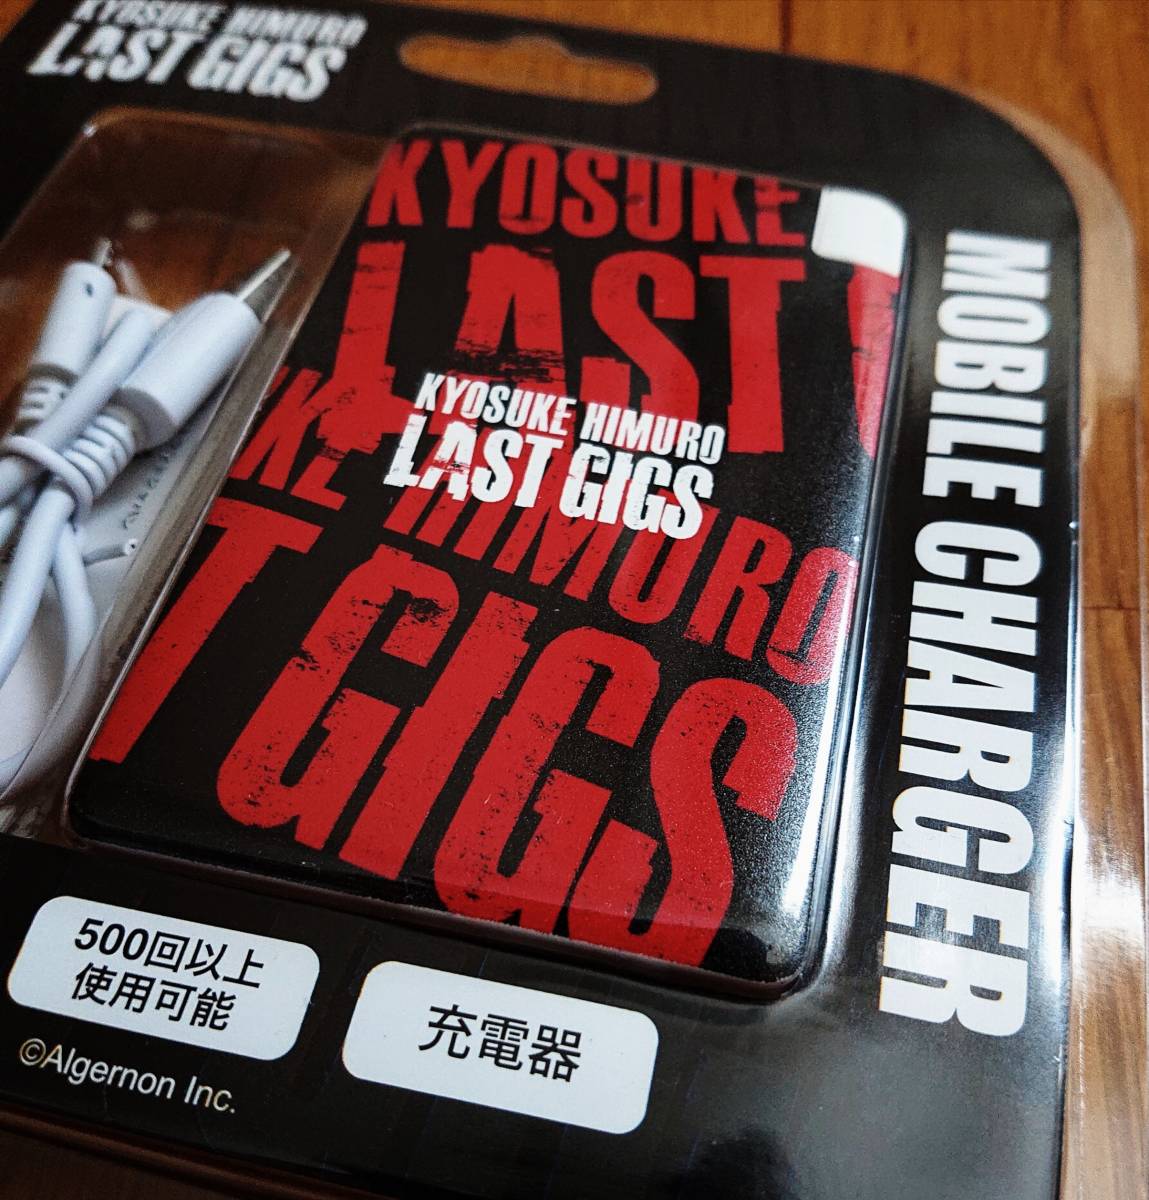 KYOSUKE HIMURO
LAST GIGS
KYOSUKE
LAST
KYOSUKE HIMURO
LAST GIGS
UKE HIMURO
T GIGS
MOBILE CHARGER
500回以上
使用可能
充電器
©Algernon Inc.